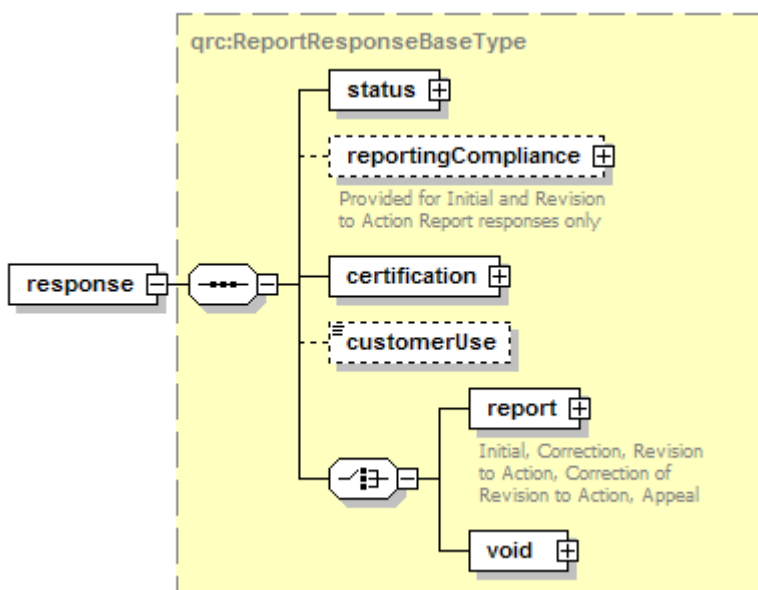 qrc:ReportResponseBaseType
status
reportingCompliance
Provided for Initial and Revision
to Action Report responses only
response
certification
customerUse
report
Initial, Correction, Revision
to Action, Correction of
Revision to Action, Appeal
void